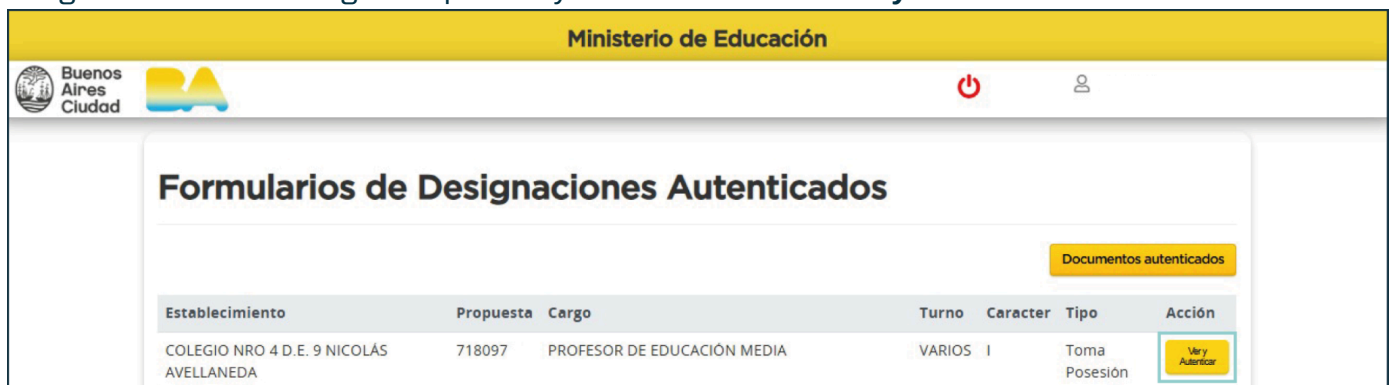 Ministerio de Educación
Buenos
Aires
Ciudad
BA
Formularios de Designaciones Autenticados
Documentos autenticados
Establecimiento Propuesta Cargo Turno Caracter Tipo Acción
COLEGIO NRO 4 D.E. 9 NICOLÁS AVELLANEDA 718097 PROFESOR DE EDUCACIÓN MEDIA VARIOS I Toma Posesión Ver y Autenticar